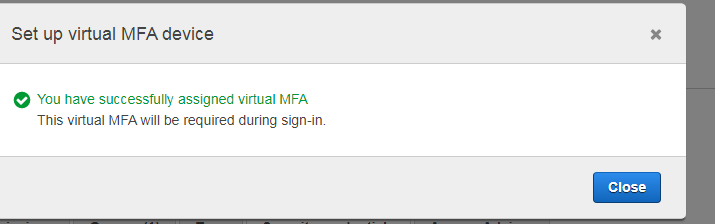 Set up virtual MFA device
You have successfully assigned virtual MFA
This virtual MFA will be required during sign-in.
Close